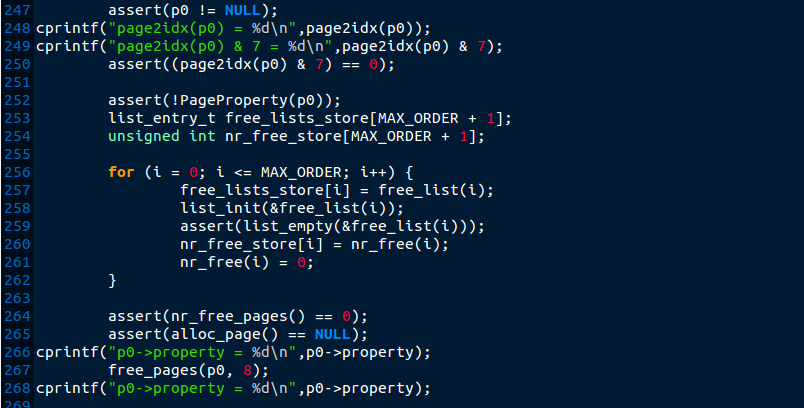 247 assert(p0 != NULL);
248 cprintf("page2idx(p0) = %d\n",page2idx(p0));
249 cprintf("page2idx(p0) & 7 = %d\n",page2idx(p0) & 7);
250 assert((page2idx(p0) & 7) == 0);
251
252 assert(!PageProperty(p0));
253 list_entry_t free_lists_store[MAX_ORDER + 1];
254 unsigned int nr_free_store[MAX_ORDER + 1];
255
256 for (i = 0; i <= MAX_ORDER; i++) {
257 free_lists_store[i] = free_list(i);
258 list_init(&free_list(i));
259 assert(list_empty(&free_list(i)));
260 nr_free_store[i] = nr_free(i);
261 nr_free(i) = 0;
262 }
263
264 assert(nr_free_pages() == 0);
265 assert(alloc_page() == NULL);
266 cprintf("p0->property = %d\n",p0->property);
267 free_pages(p0, 8);
268 cprintf("p0->property = %d\n",p0->property);
269